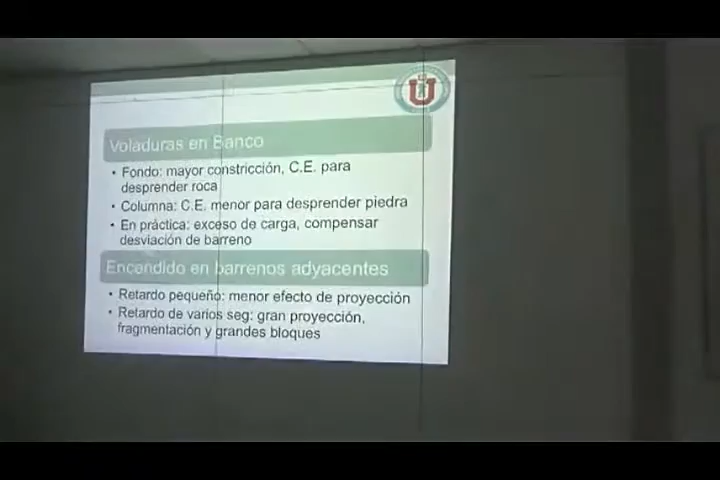 Voladuras en Banco
• Fondo: mayor constricción, C.E. para
desprender roca
• Columna: C.E. menor para desprender piedra
• En práctica: exceso de carga, compensar
desviación de barreno
Encendido en barrenos adyacentes
• Retardo pequeño: menor efecto de proyección
• Retardo de varios seg: gran proyección,
fragmentación y grandes bloques